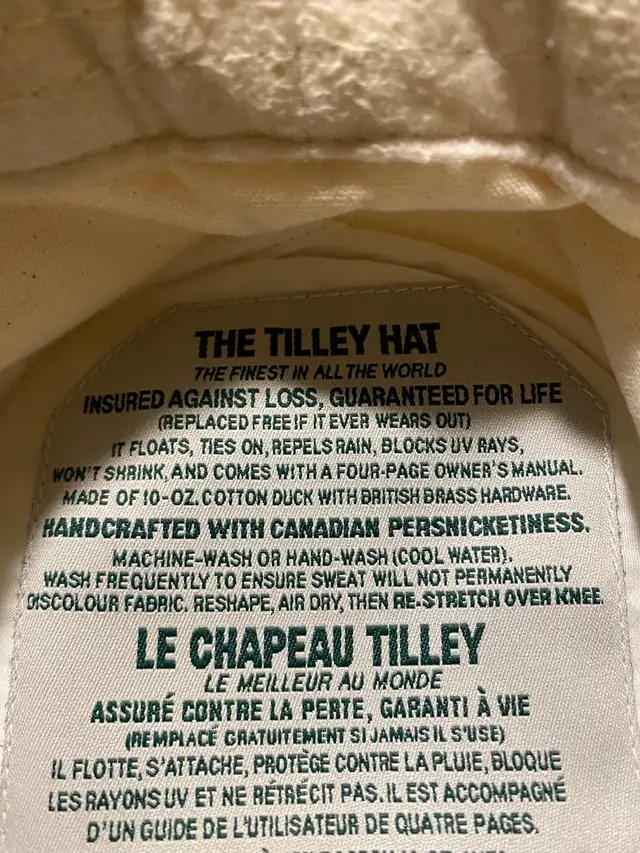 THE TILLEY HAT
THE FINEST IN ALL THE WORLD
INSURED AGAINST LOSS, GUARANTEED FOR LIFE
(REPLACED FREE IF IT EVER WEARS OUT)
IT FLOATS, TIES ON, REPELS RAIN, BLOCKS UV RAYS,
WON'T SHRINK, AND COMES WITH A FOUR-PAGE OWNER'S MANUAL.
MADE OF 10-OZ. COTTON DUCK WITH BRITISH BRASS HARDWARE.
HANDCRAFTED WITH CANADIAN PERSNICKETINESS.
MACHINE-WASH OR HAND-WASH (COOL WATER).
WASH FREQUENTLY TO ENSURE SWEAT WILL NOT PERMANENTLY
DISCOLOUR FABRIC. RESHAPE, AIR DRY, THEN RE-STRETCH OVER KNEE.
LE CHAPEAU TILLEY
LE MEILLEUR AU MONDE
ASSURÉ CONTRE LA PERTE, GARANTI À VIE
(REMPLACÉ GRATUITEMENT SI JAMAIS IL S'USE)
IL FLOTTE, S'ATTACHE, PROTÈGE CONTRE LA PLUIE, BLOQUE
LES RAYONS UV ET NE RÉTRÉCIT PAS. IL EST ACCOMPAGNÉ
D'UN GUIDE DE L'UTILISATEUR DE QUATRE PAGES.